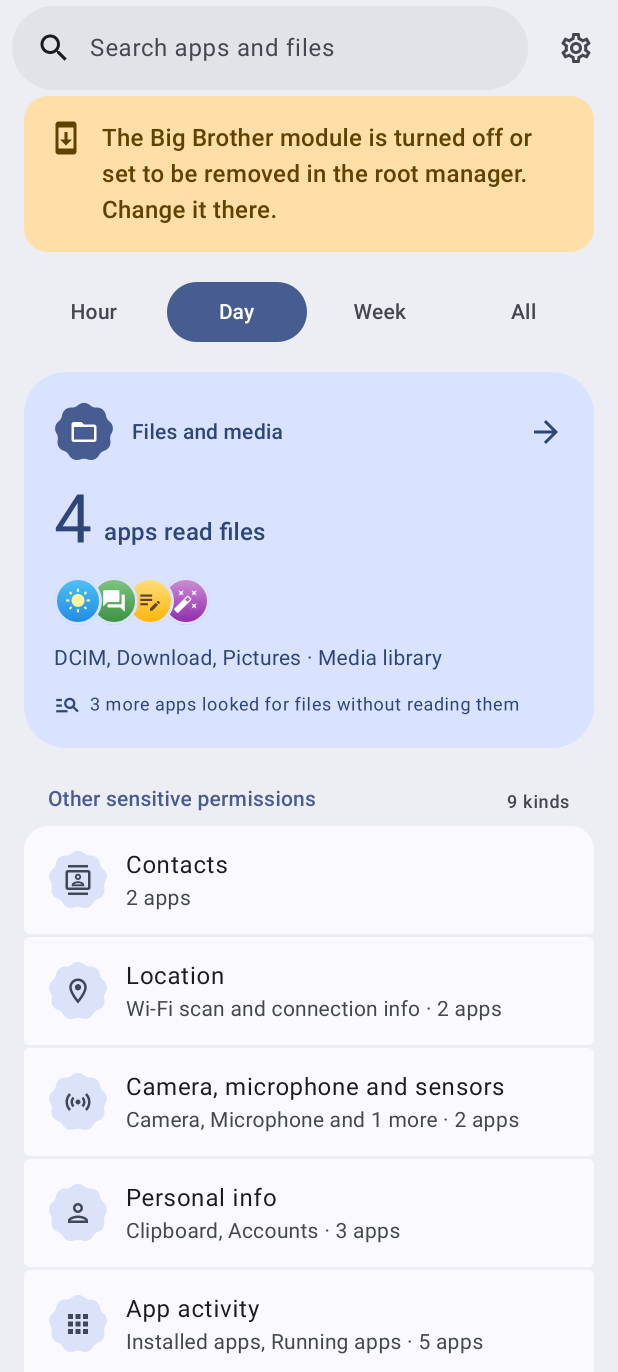 Search apps and files
The Big Brother module is turned off or
set to be removed in the root manager.
Change it there.
Hour
Day
Week
All
Files and media
4 apps read files
DCIM, Download, Pictures · Media library
3 more apps looked for files without reading them
Other sensitive permissions
9 kinds
Contacts
2 apps
Location
Wi-Fi scan and connection info · 2 apps
Camera, microphone and sensors
Camera, Microphone and 1 more · 2 apps
Personal info
Clipboard, Accounts · 3 apps
App activity
Installed apps, Running apps · 5 apps